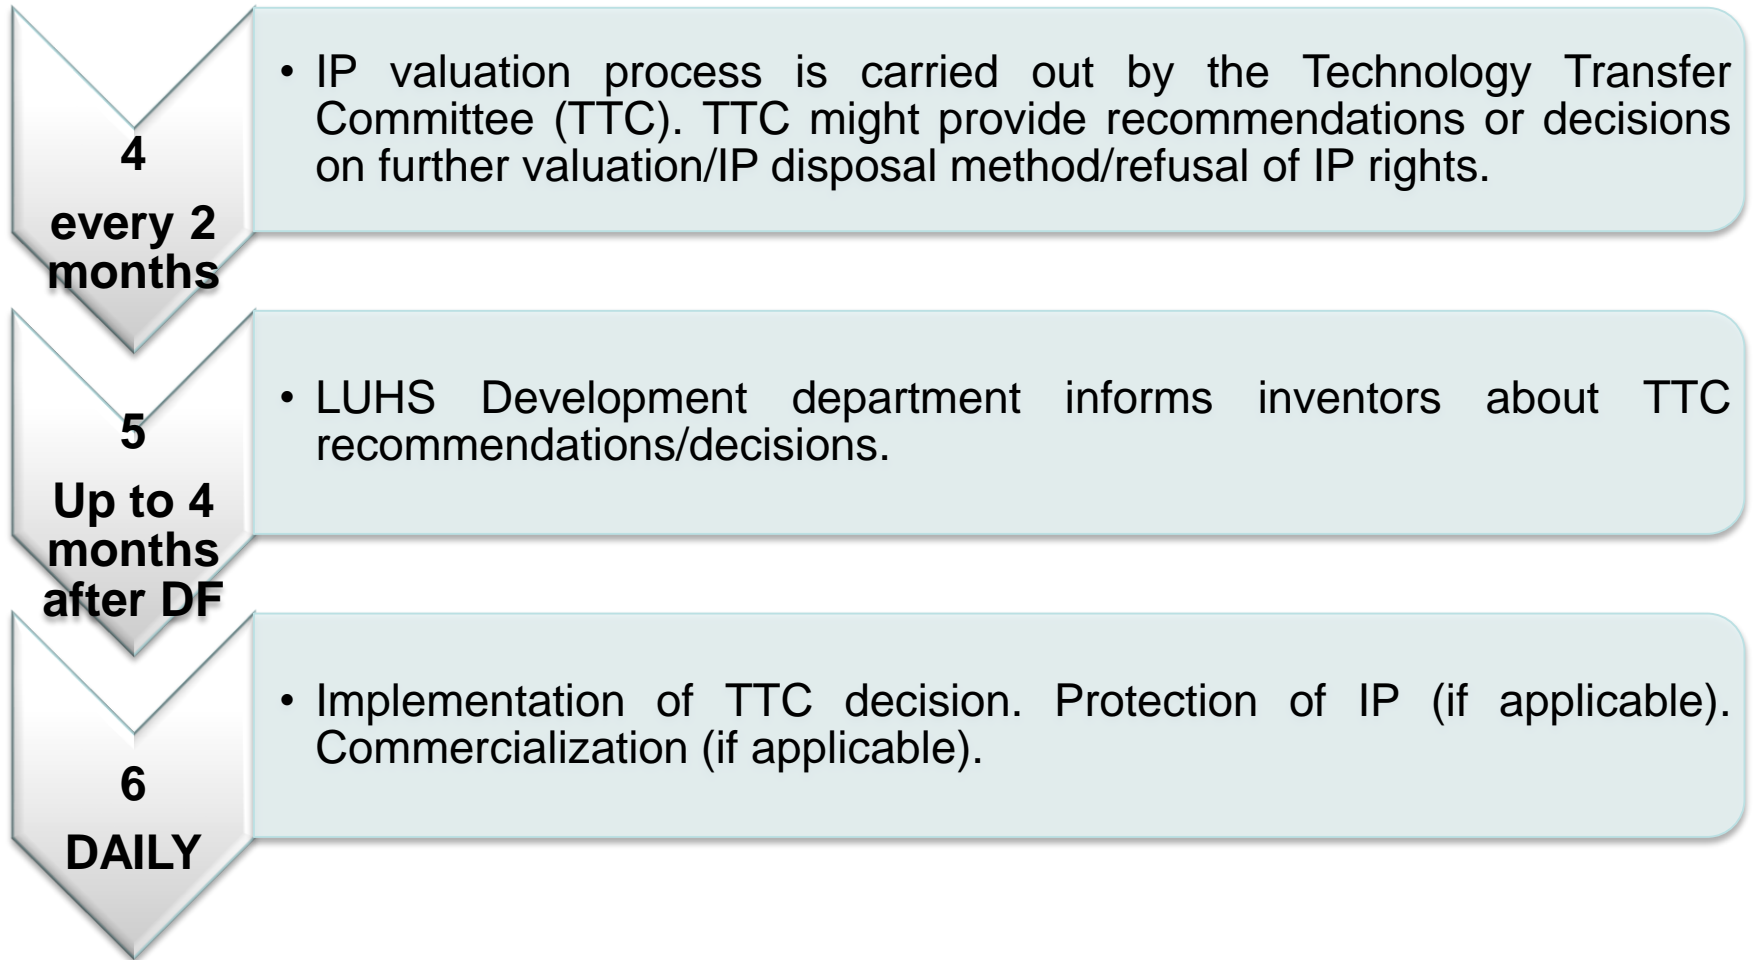 4
every 2
months
• IP valuation process is carried out by the Technology Transfer
Committee (TTC). TTC might provide recommendations or decisions
on further valuation/IP disposal method/refusal of IP rights.
5
Up to 4
months
after DF
• LUHS Development department informs inventors about TTC
recommendations/decisions.
6
DAILY
• Implementation of TTC decision. Protection of IP (if applicable).
Commercialization (if applicable).